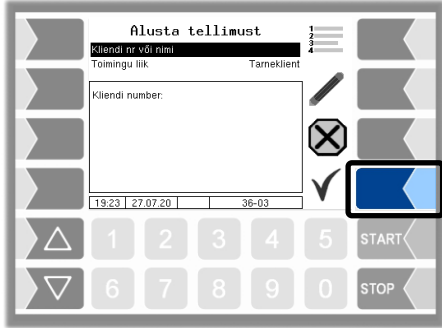 Alusta tellimust
Kliendi nr või nimi
Toimingu liik Tarneklient
Kliendi number:
19:23 27.07.20 36-03
1
2
3
4
1 2 3 4 5 START
6 7 8 9 0 STOP